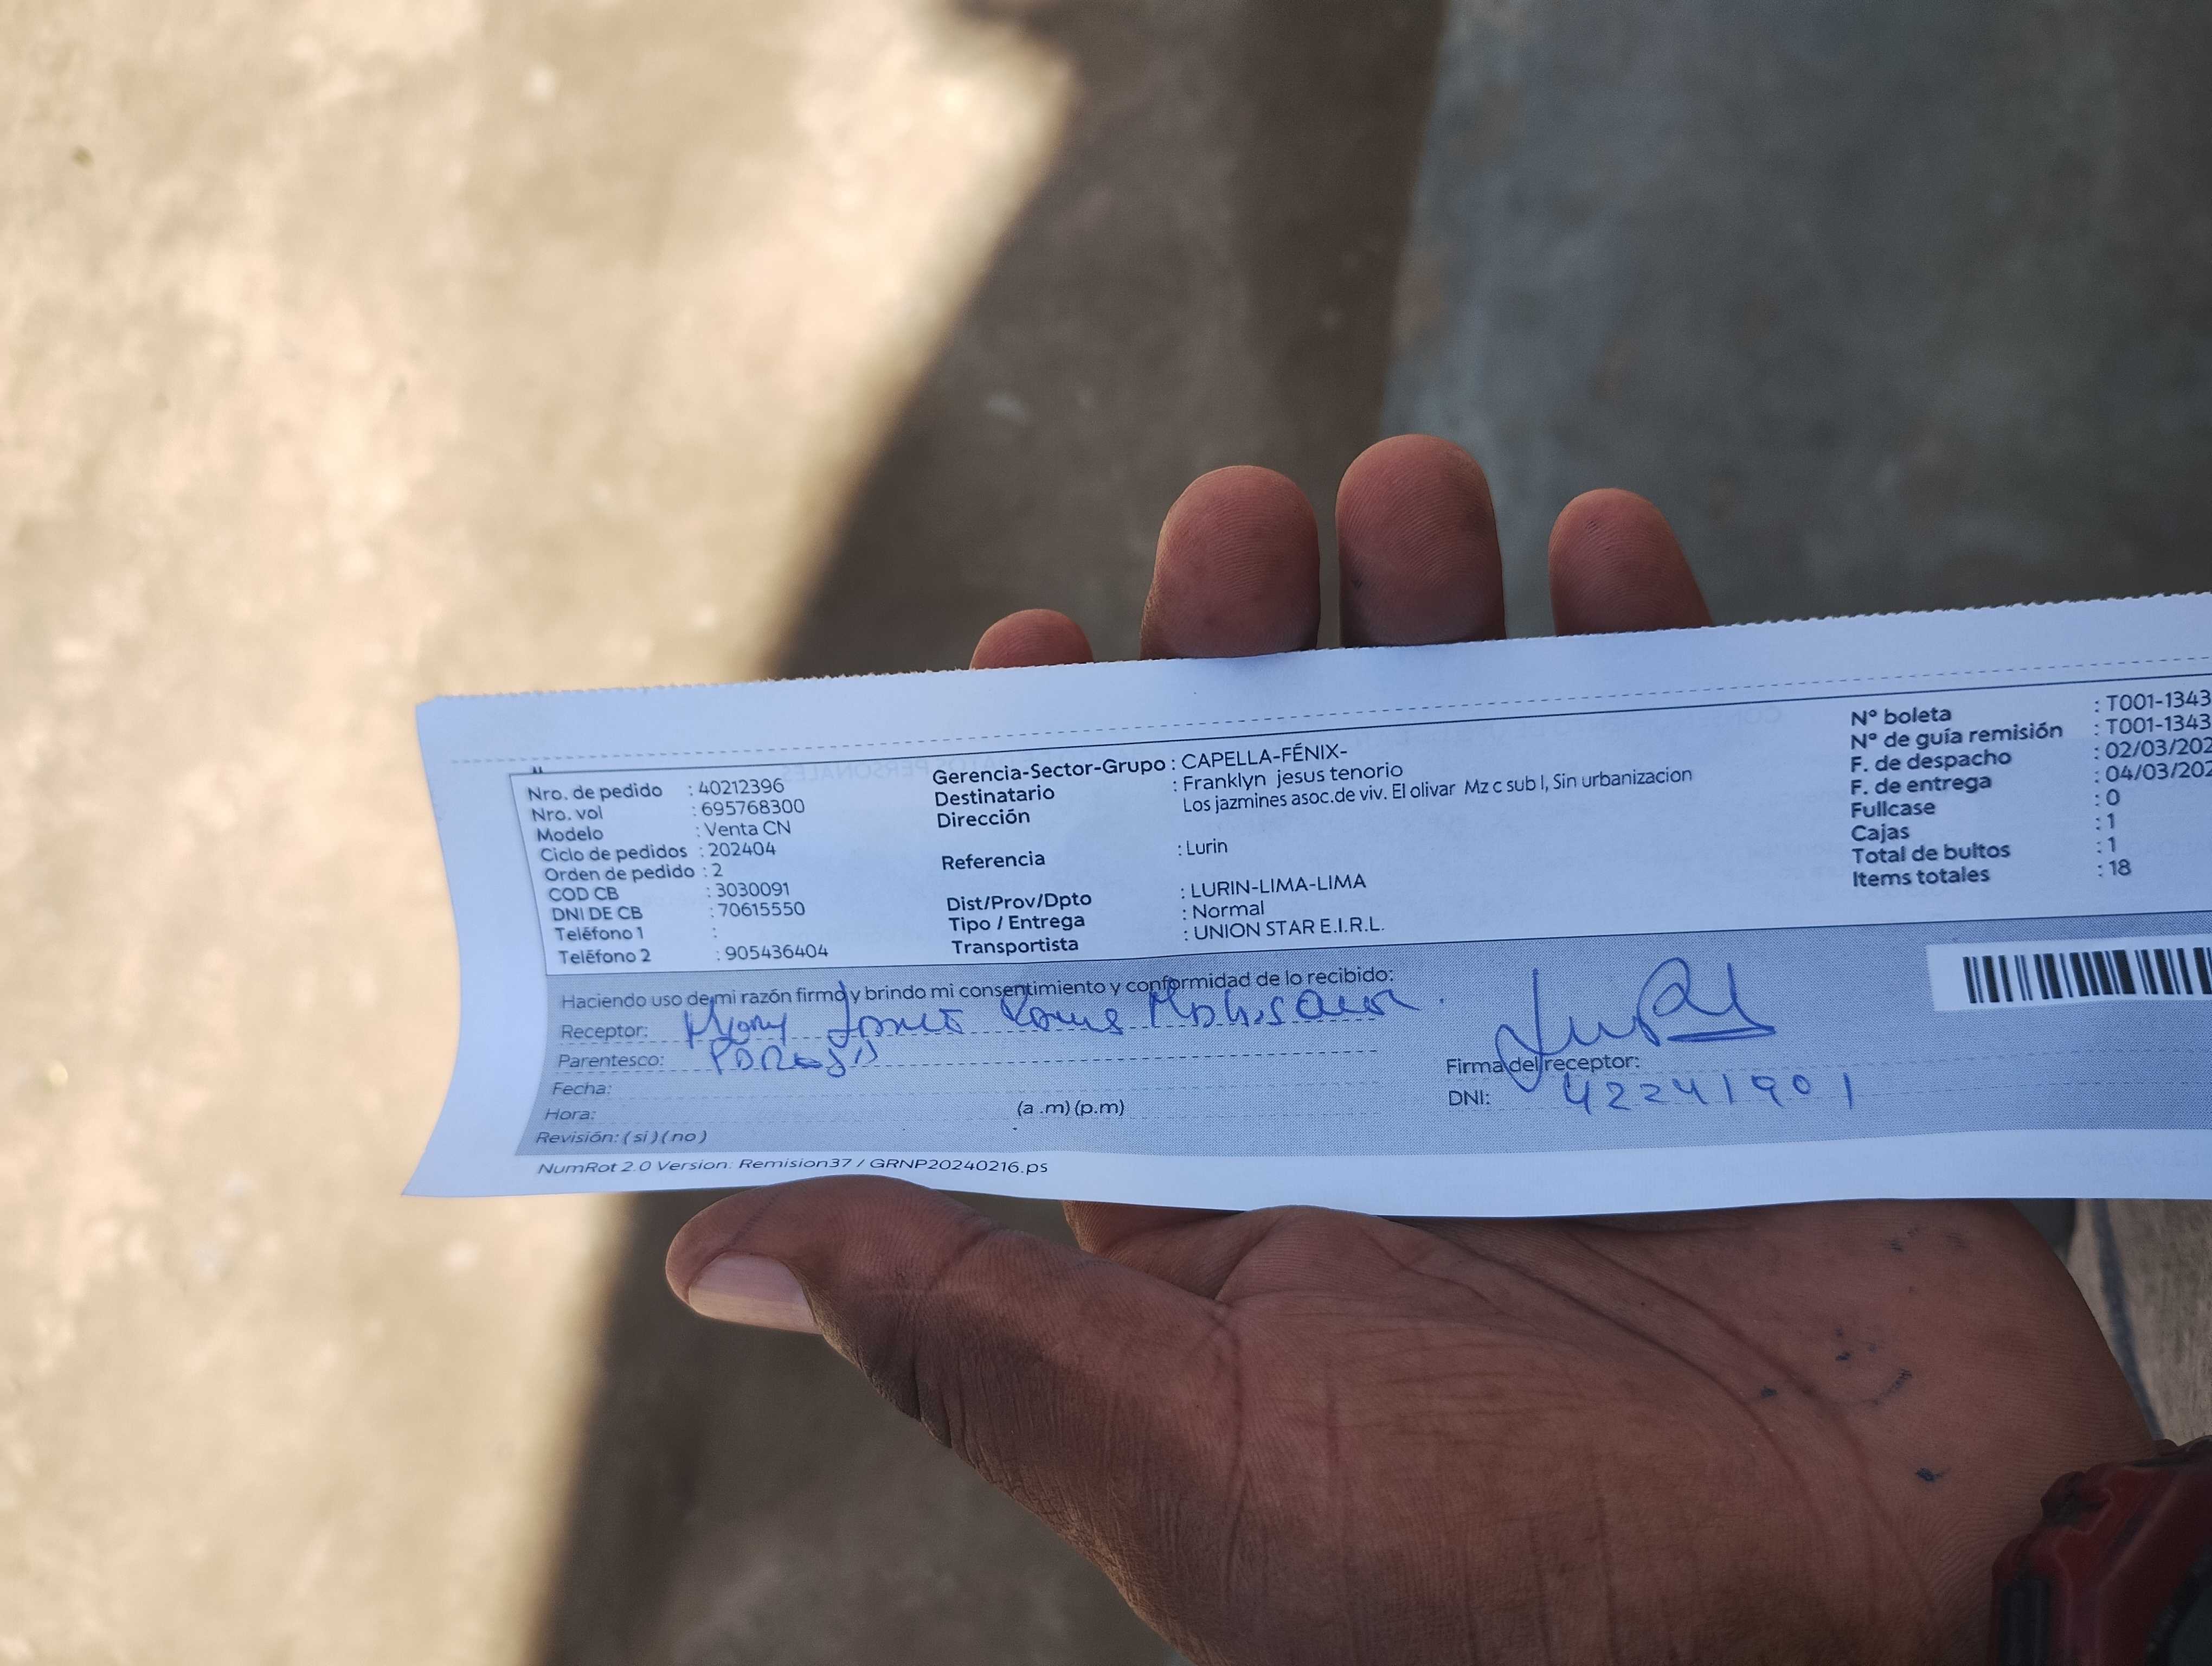 Nro. de pedido : 40212396
Nro. vol : 695768300
Modelo : Venta CN
Ciclo de pedidos : 202404
Orden de pedido : 2
COD CB : 3030091
DNI DE CB : 70615550
Teléfono 1 :
Teléfono 2 : 905436404
Gerencia-Sector-Grupo : CAPELLA-FÉNIX-
Destinatario : Franklyn jesus tenorio
Dirección Los jazmines asoc.de viv. El olivar Mz c sub l, Sin urbanizacion
Referencia : Lurin
Dist/Prov/Dpto : LURIN-LIMA-LIMA
Tipo / Entrega : Normal
Transportista : UNION STAR E.I.R.L.
N° boleta : T001-1343
N° de guía remisión : T001-1343
F. de despacho : 02/03/202
F. de entrega : 04/03/202
Fullcase : 0
Cajas : 1
Total de bultos : 1
Items totales : 18
Haciendo uso de mi razón firmo y brindo mi consentimiento y conformidad de lo recibido:
Receptor:
Parentesco:
Fecha:
Hora: (a .m) (p.m)
Revisión: ( si ) ( no )
Firma del receptor:
DNI: 42241901
NumRot 2.0 Version: Remision37 / GRNP20240216.ps